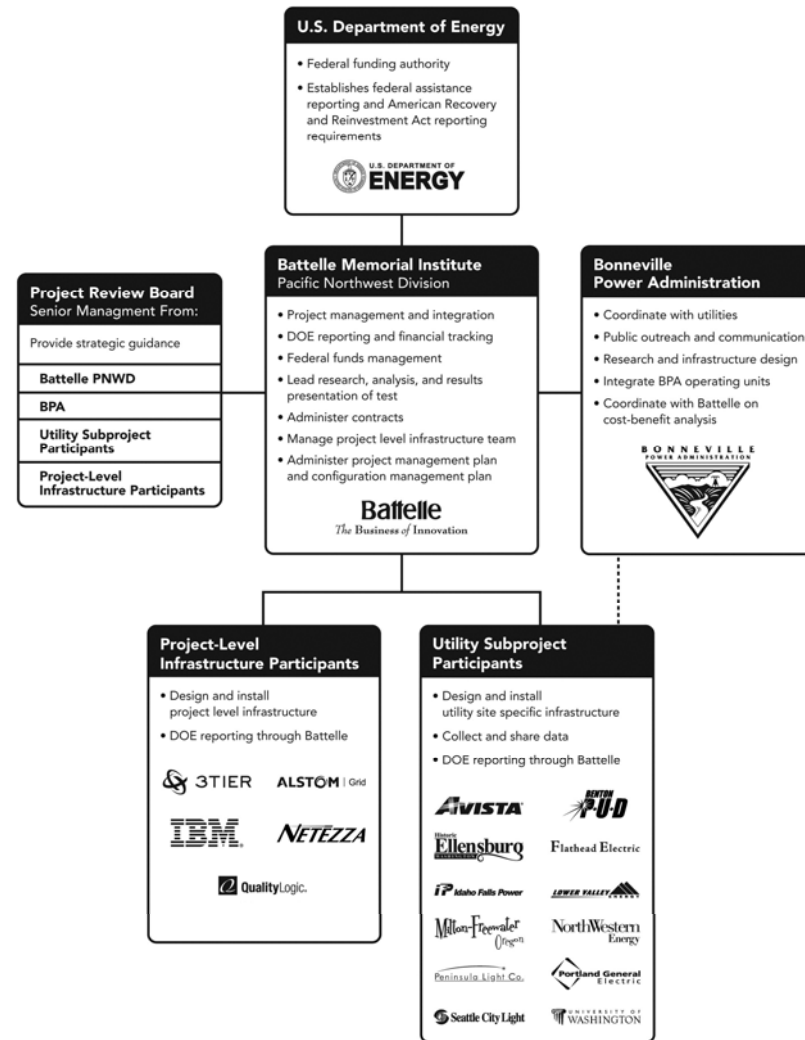 U.S. Department of Energy
• Federal funding authority
• Establishes federal assistance
reporting and American Recovery
and Reinvestment Act reporting
requirements
U.S. DEPARTMENT OF
ENERGY
Project Review Board
Senior Managment From:
Provide strategic guidance
Battelle PNWD
BPA
Utility Subproject
Participants
Project-Level
Infrastructure Participants
Battelle Memorial Institute
Pacific Northwest Division
• Project management and integration
• DOE reporting and financial tracking
• Federal funds management
• Lead research, analysis, and results
presentation of test
• Administer contracts
• Manage project level infrastructure team
• Administer project management plan
and configuration management plan
Battelle
The Business of Innovation
Bonneville
Power Administration
• Coordinate with utilities
• Public outreach and communication
• Research and infrastructure design
• Integrate BPA operating units
• Coordinate with Battelle on
cost-benefit analysis
BONNEVILLE
POWER ADMINISTRATION
Project-Level
Infrastructure Participants
• Design and install
project level infrastructure
• DOE reporting through Battelle
3TIER
ALSTOM | Grid
IBM®
NETEZZA
QualityLogic.
Utility Subproject
Participants
• Design and install
utility site specific infrastructure
• Collect and share data
• DOE reporting through Battelle
AVISTA
BENTON
P·U·D
Historic
Ellensburg
WASHINGTON
Flathead Electric
Idaho Falls Power
LOWER VALLEY
ENERGY
Milton-Freewater
Oregon
NorthWestern
Energy
Peninsula Light Co.
Portland General
Electric
Seattle City Light
UNIVERSITY OF
WASHINGTON